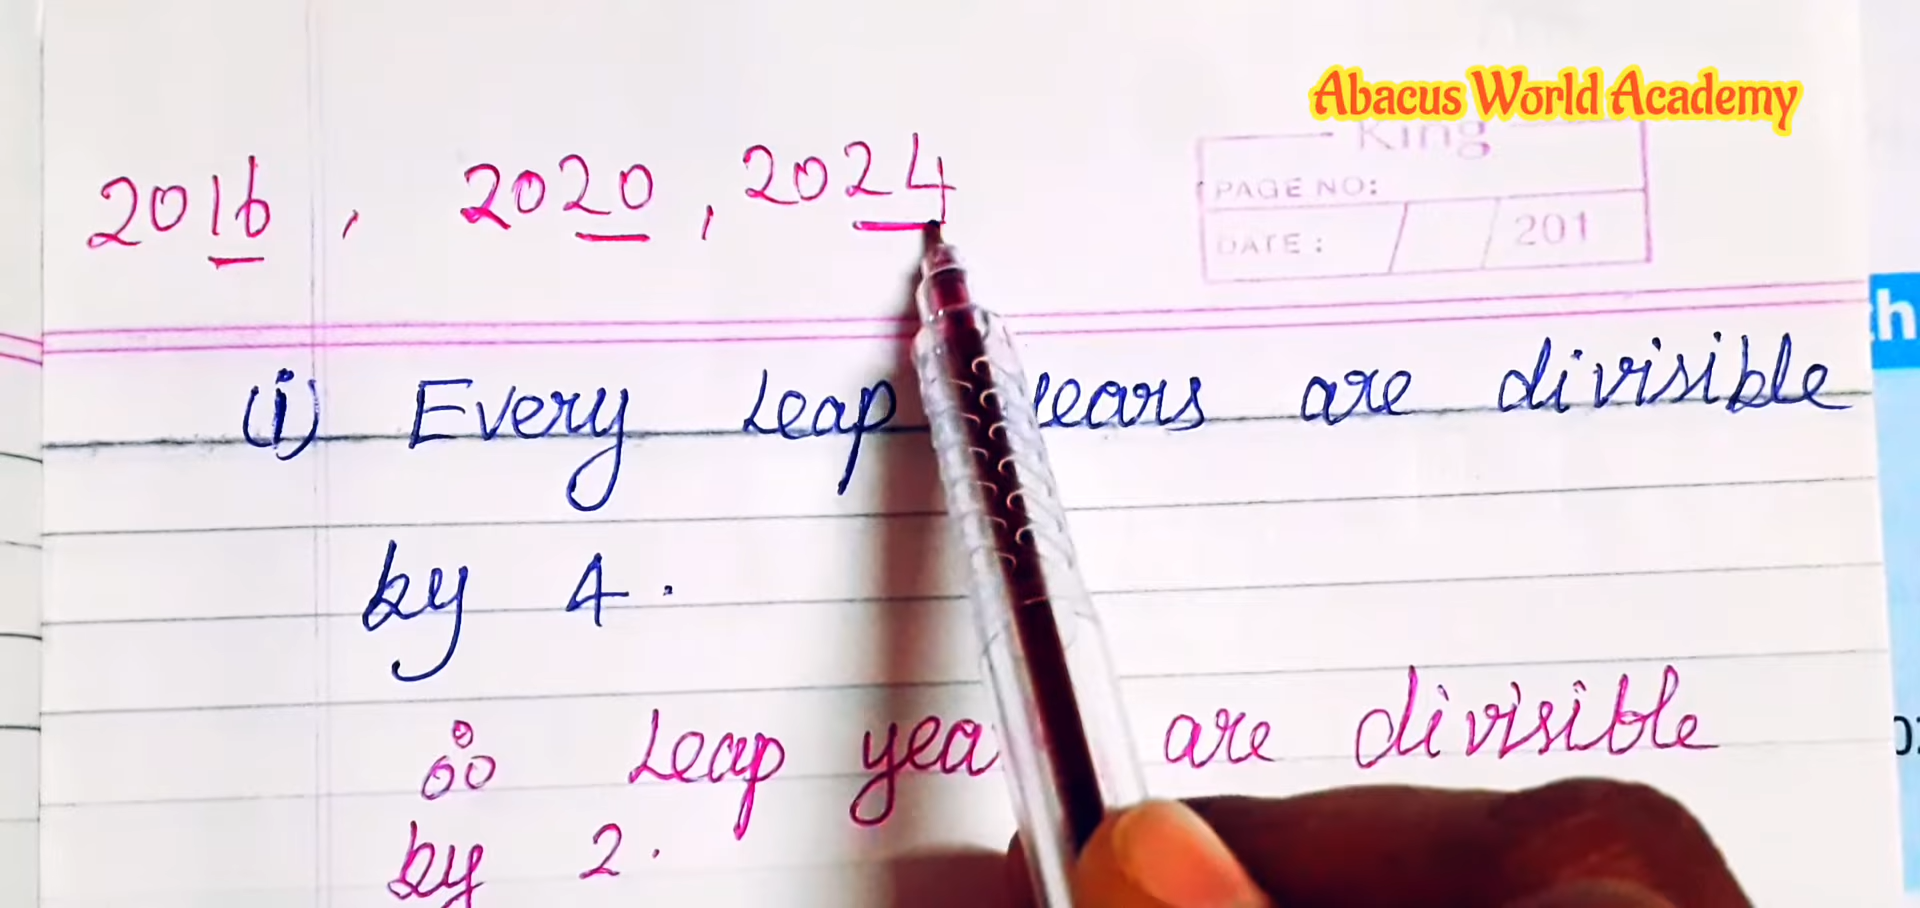 Abacus World Academy
King
PAGE NO:
DATE : / / 201
2016 , 2020 , 2024
(i) Every Leap years are divisible
by 4.
∴ Leap yea are divisible
by 2.
h